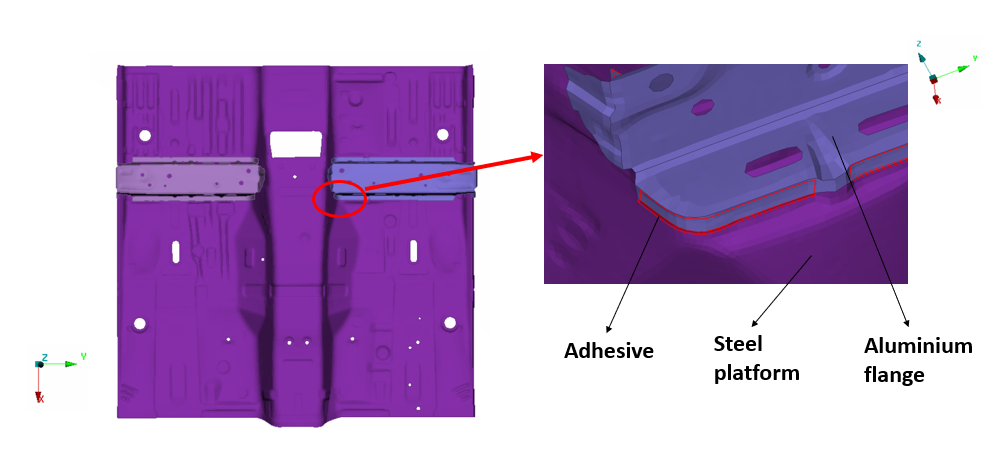 Z
Y
X
Z
Y
X
Adhesive
Steel
platform
Aluminium
flange